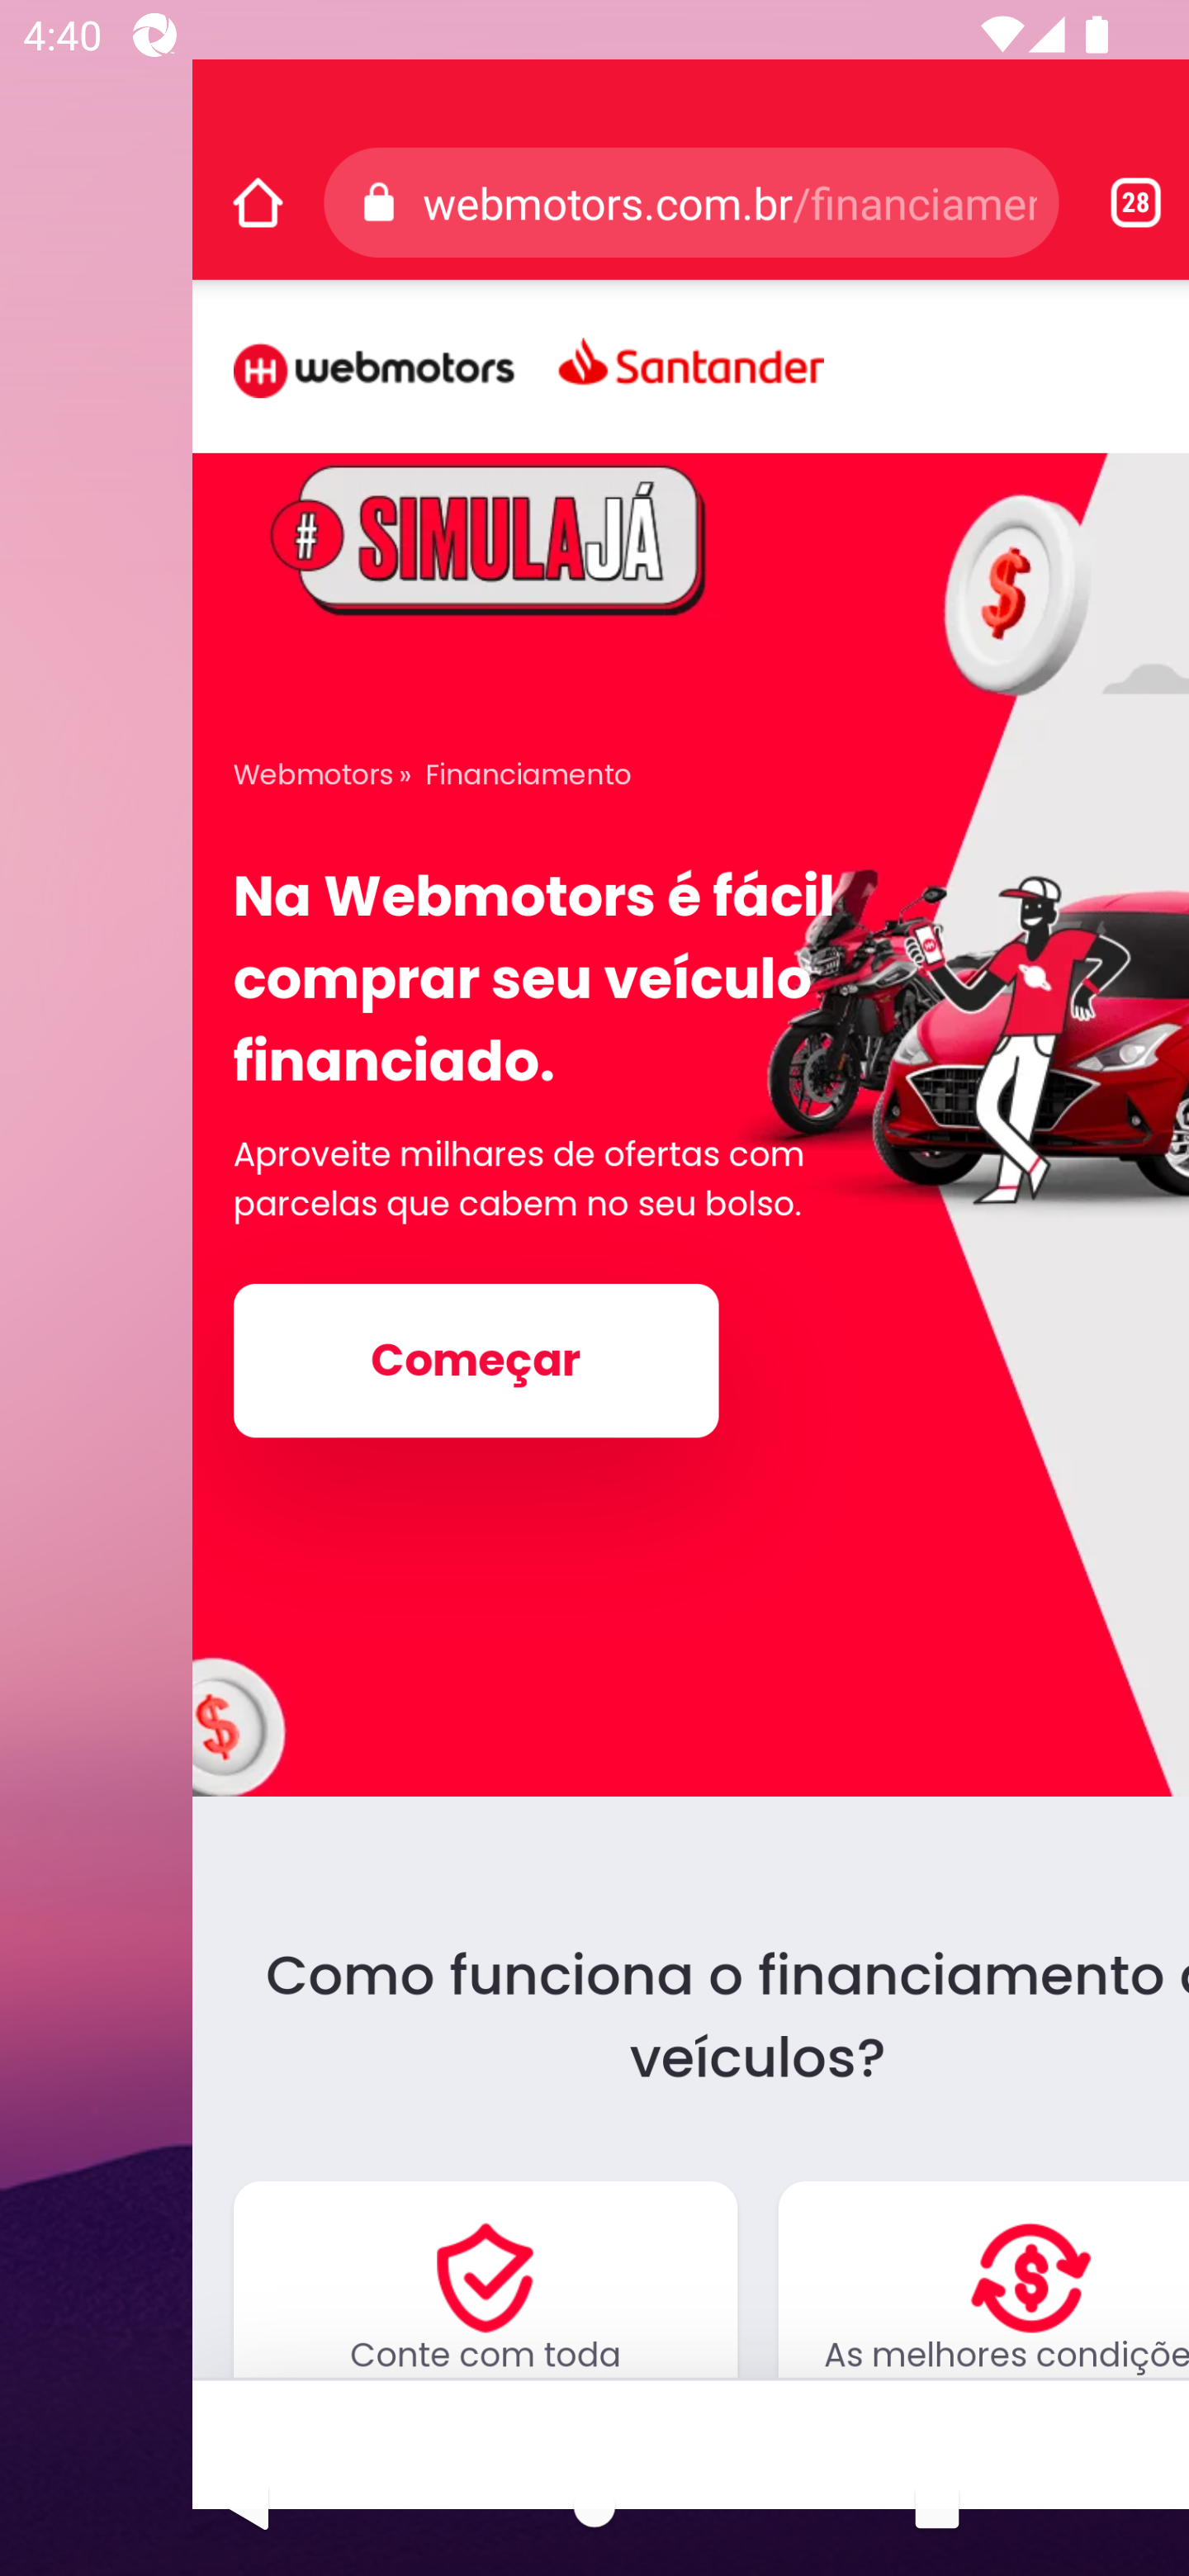 4:40
webmotors.com.br/financiamen
28
webmotors Santander
# SIMULAJÁ
Webmotors » Financiamento
Na Webmotors é fácil
comprar seu veículo
financiado.
Aproveite milhares de ofertas com
parcelas que cabem no seu bolso.
Começar
Como funciona o financiamento
veículos?
Conte com toda
As melhores condiçõe